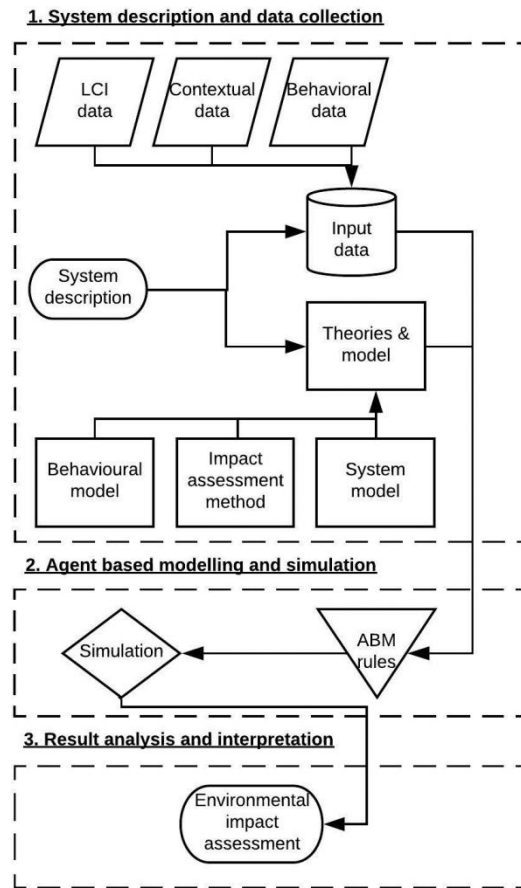 1. System description and data collection
LCI
data
Contextual
data
Behavioral
data
Input
data
System
description
Theories &
model
Behavioural
model
Impact
assessment
method
System
model
2. Agent based modelling and simulation
Simulation
ABM
rules
3. Result analysis and interpretation
Environmental
impact
assessment